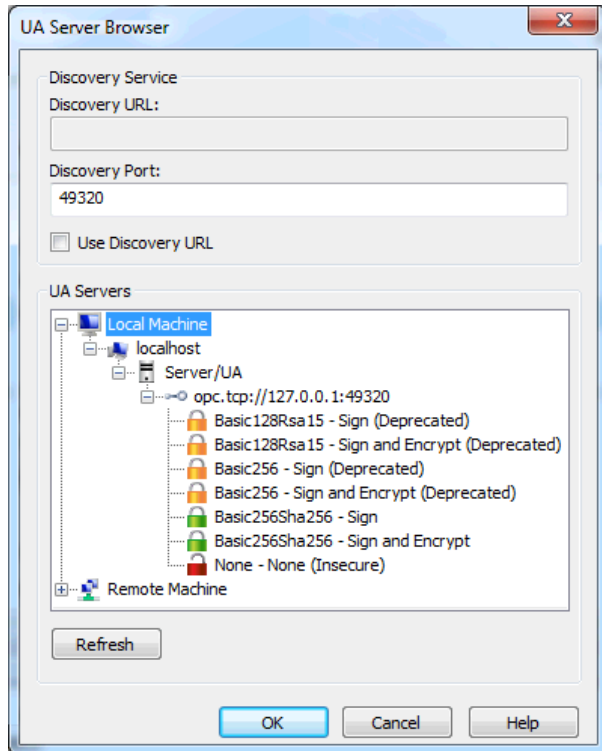 UA Server Browser
Discovery Service
Discovery URL:
Discovery Port:
49320
Use Discovery URL
UA Servers
Local Machine
localhost
Server/UA
opc.tcp://127.0.0.1:49320
Basic128Rsa15 - Sign (Deprecated)
Basic128Rsa15 - Sign and Encrypt (Deprecated)
Basic256 - Sign (Deprecated)
Basic256 - Sign and Encrypt (Deprecated)
Basic256Sha256 - Sign
Basic256Sha256 - Sign and Encrypt
None - None (Insecure)
Remote Machine
Refresh
OK Cancel Help